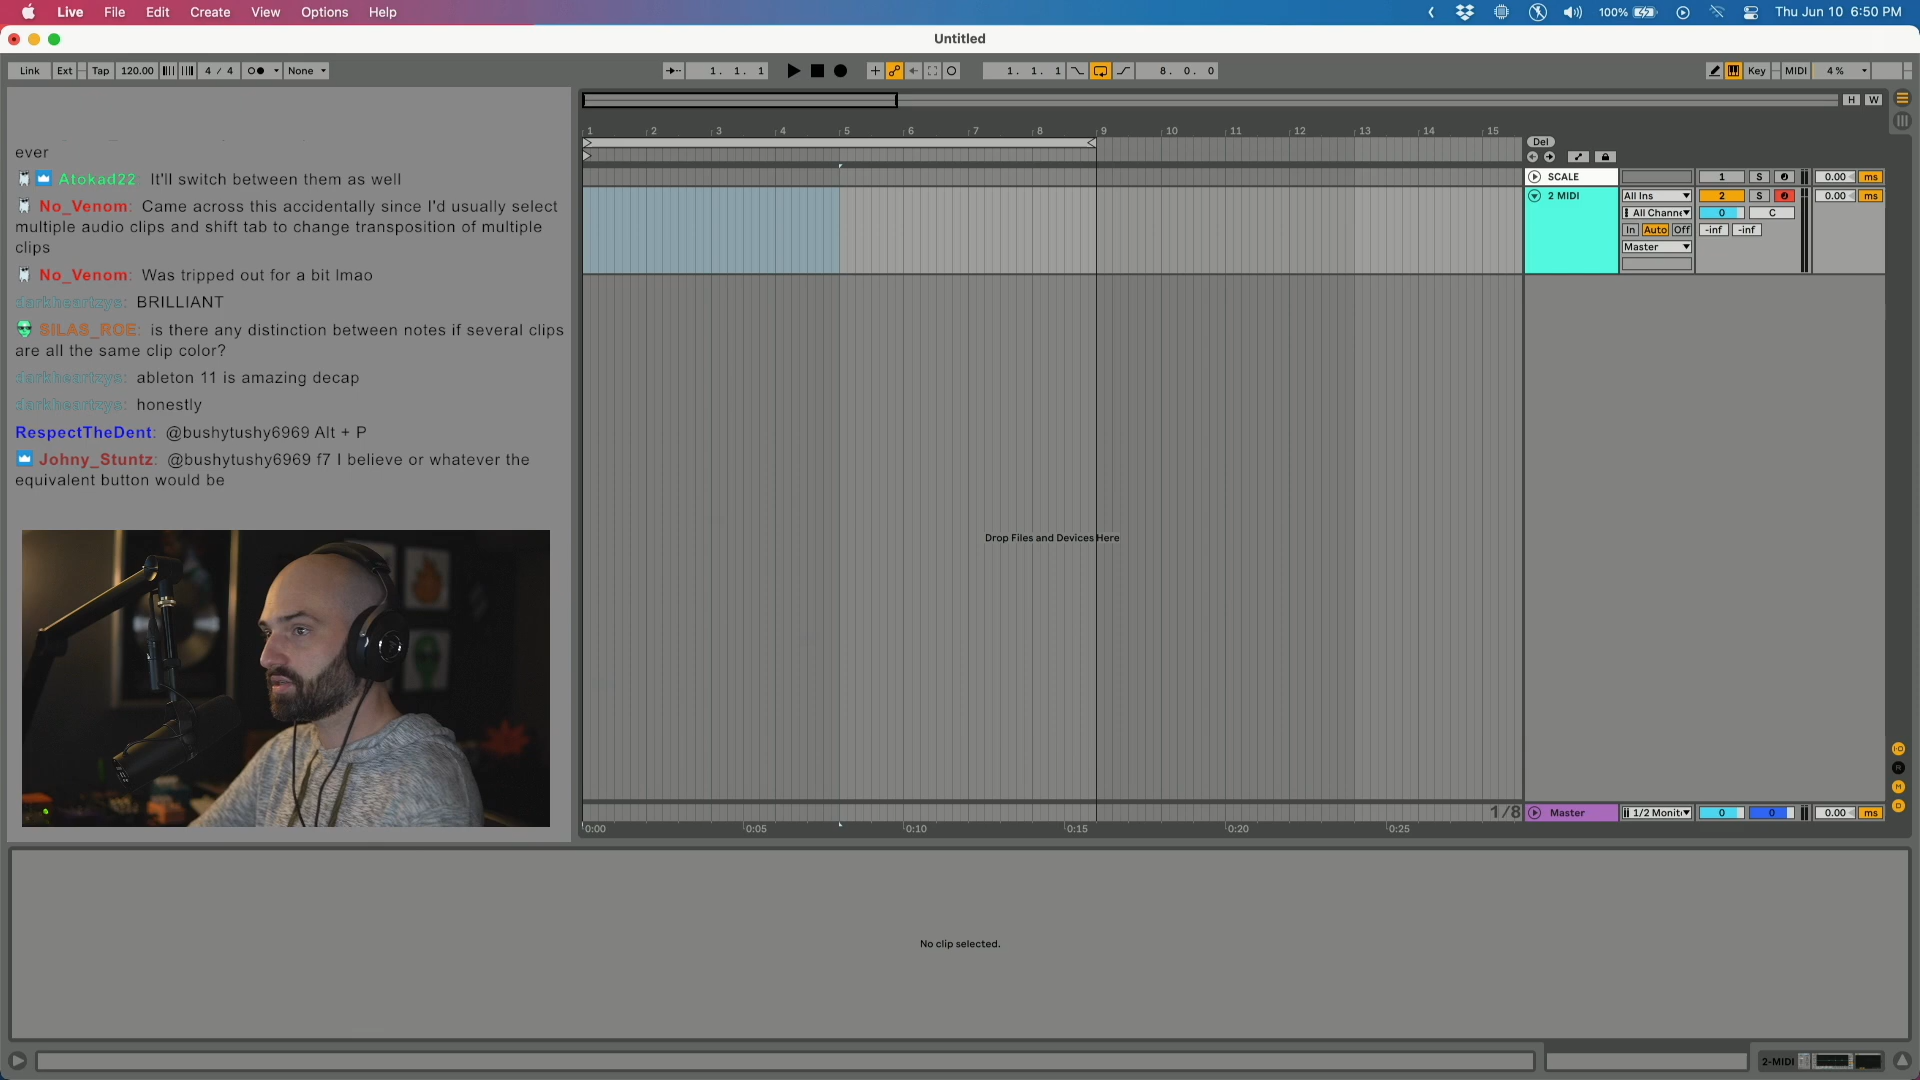 Live File Edit Create View Options Help
100%
Thu Jun 10 6:50 PM
Untitled
Link Ext Tap 120.00 4 / 4 None
1. 1. 1
1. 1. 1
8. 0. 0
Key MIDI 4%
H W
1 2 3 4 5 6 7 8 9 10 11 12 13 14 15
Del
ever
Atokad22 It'll switch between them as well
No_Venom: Came across this accidentally since I'd usually select
multiple audio clips and shift tab to change transposition of multiple
clips
No_Venom: Was tripped out for a bit lmao
darkheartzys: BRILLIANT
SILAS_ROE: is there any distinction between notes if several clips
are all the same clip color?
darkheartzys: ableton 11 is amazing decap
darkheartzys: honestly
RespectTheDent: @bushytushy6969 Alt + P
Johny_Stuntz: @bushytushy6969 f7 I believe or whatever the
equivalent button would be
SCALE
1 S 0.00 ms
2 MIDI
All Ins
2 S 0.00 ms
All Channe
0 C
In Auto Off
-inf -inf
Master
Drop Files and Devices Here
1/8
Master
1/2 Monit
0 0 0.00 ms
0:00 0:05 0:10 0:15 0:20 0:25
I·O
R
M
D
No clip selected.
2-MIDI